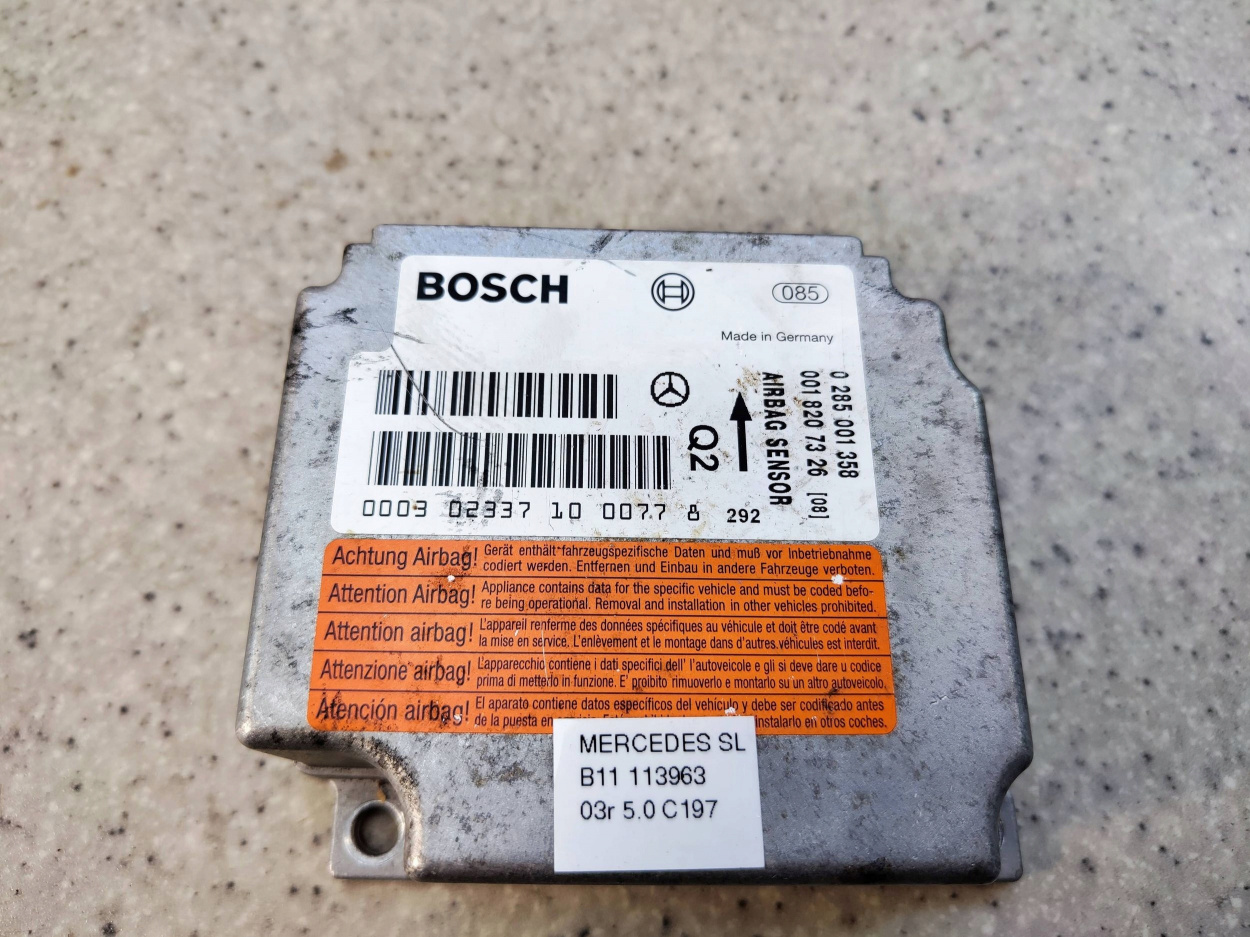 BOSCH
085
Made in Germany
0 285 001 358
001 820 73 26 [08]
AIRBAG SENSOR
Q2
0003 02337 10 0077 8 292
Achtung Airbag! Gerät enthält fahrzeugspezifische Daten und muß vor Inbetriebnahme
codiert werden. Entfernen und Einbau in andere Fahrzeuge verboten.
Attention Airbag! Appliance contains data for the specific vehicle and must be coded befo-
re being operational. Removal and installation in other vehicles prohibited.
Attention airbag! L'appareil renferme des données spécifiques au véhicule et doit être codé avant
la mise en service. L'enlèvement et le montage dans d'autres véhicules est interdit.
Attenzione airbag! L'apparecchio contiene i dati specifici dell' l'autoveicolo e gli si deve dare u codice
prima di metterlo in funzione. E' proibito rimuoverlo e montarlo su un altro autoveicolo.
Atención airbag! El aparato contiene datos específicos del vehículo y debe ser codificado antes
de la puesta en instalarlo en otros coches.
MERCEDES SL
B11 113963
03r 5.0 C197